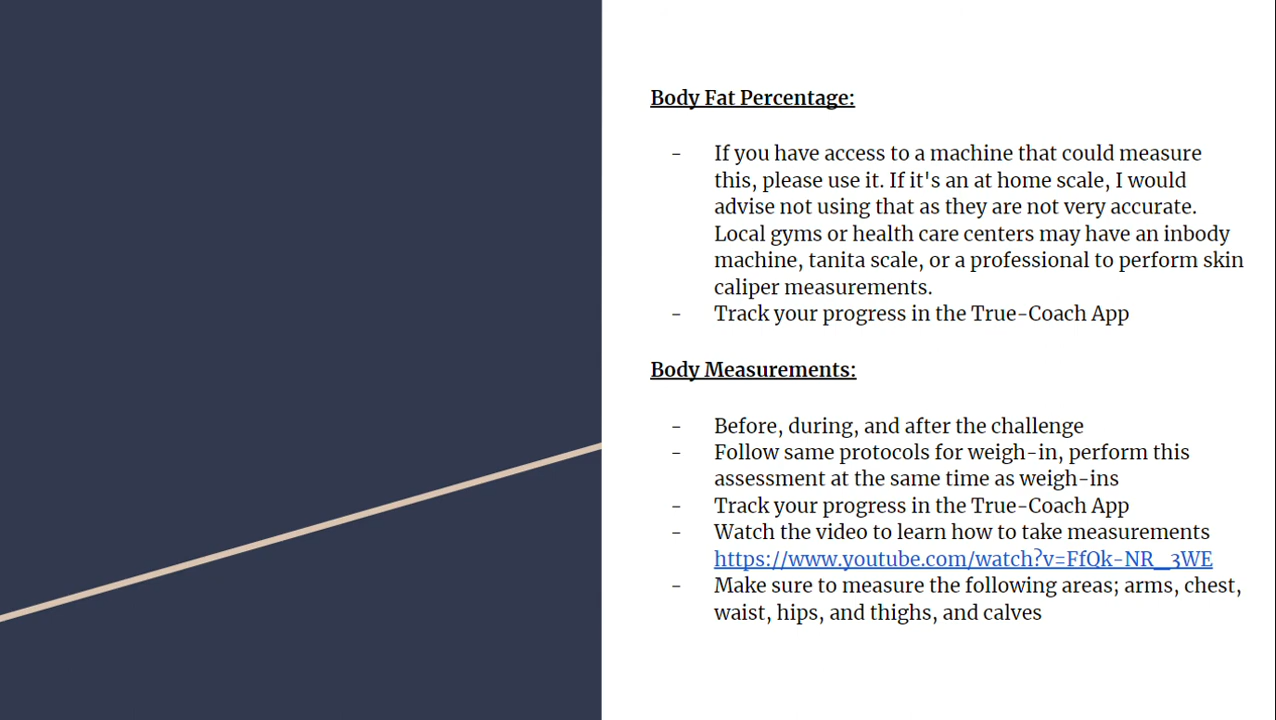 Body Fat Percentage:
- If you have access to a machine that could measure
this, please use it. If it's an at home scale, I would
advise not using that as they are not very accurate.
Local gyms or health care centers may have an inbody
machine, tanita scale, or a professional to perform skin
caliper measurements.
- Track your progress in the True-Coach App
Body Measurements:
- Before, during, and after the challenge
- Follow same protocols for weigh-in, perform this
assessment at the same time as weigh-ins
- Track your progress in the True-Coach App
- Watch the video to learn how to take measurements
https://www.youtube.com/watch?v=FfQk-NR_3WE
- Make sure to measure the following areas; arms, chest,
waist, hips, and thighs, and calves